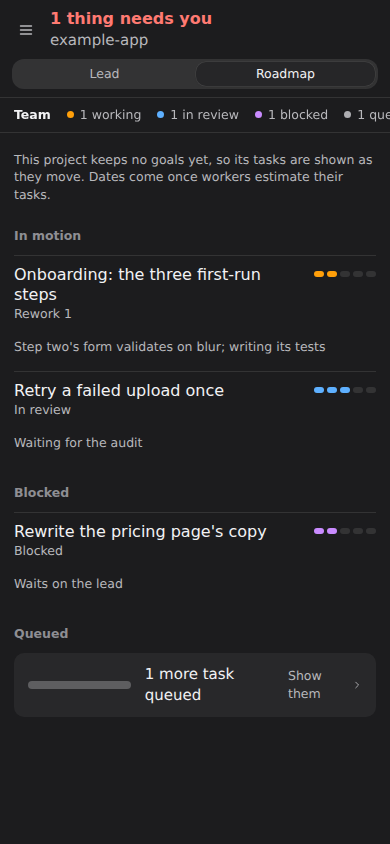 1 thing needs you
example-app
Lead
Roadmap
Team
1 working
1 in review
1 blocked
1 que
This project keeps no goals yet, so its tasks are shown as
they move. Dates come once workers estimate their
tasks.
In motion
Onboarding: the three first-run
steps
Rework 1
Step two's form validates on blur; writing its tests
Retry a failed upload once
In review
Waiting for the audit
Blocked
Rewrite the pricing page's copy
Blocked
Waits on the lead
Queued
1 more task
queued
Show
them